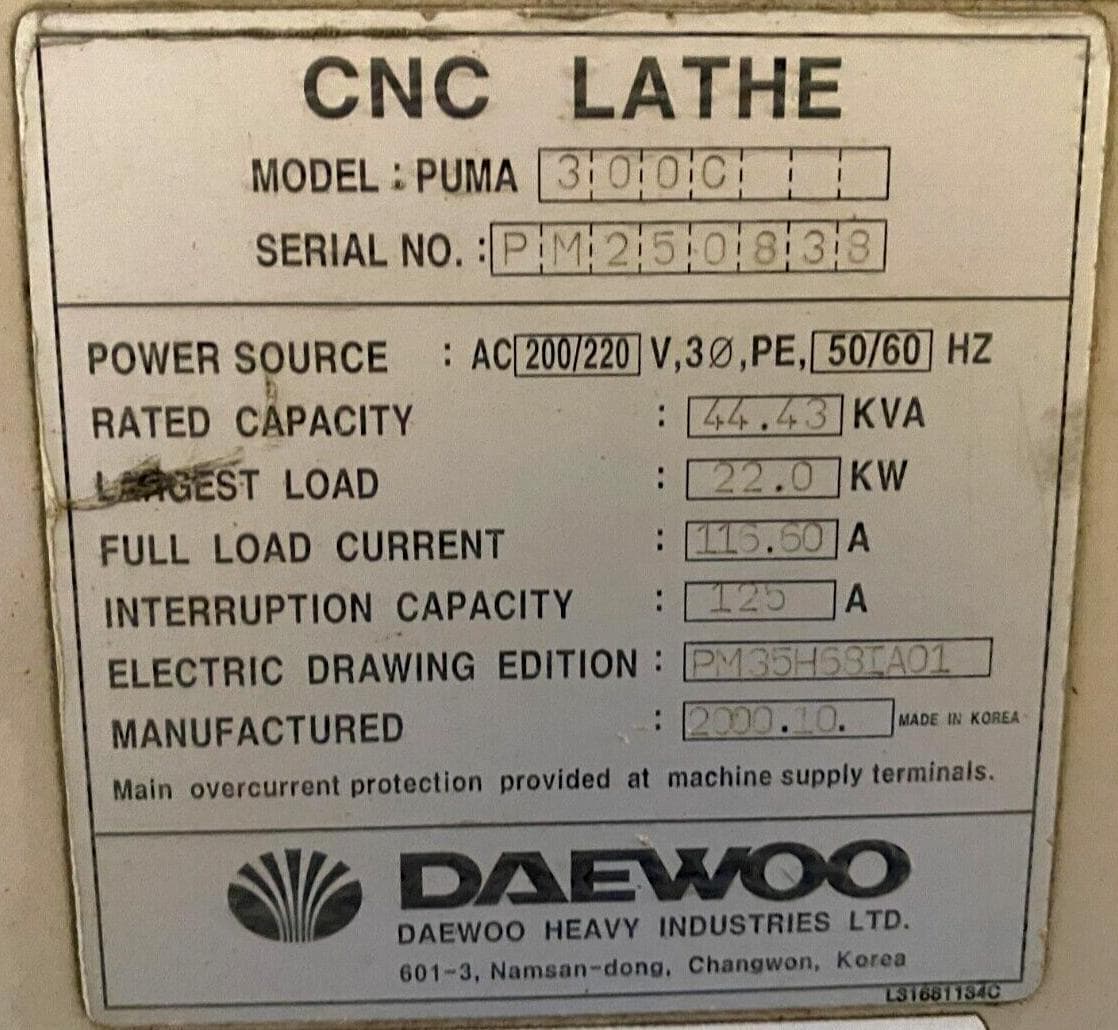 CNC LATHE
MODEL : PUMA 300C
SERIAL NO. : PM250838
POWER SOURCE : AC 200/220 V,3Ø,PE, 50/60 HZ
RATED CAPACITY : 44.43 KVA
LARGEST LOAD : 22.0 KW
FULL LOAD CURRENT : 116.60 A
INTERRUPTION CAPACITY : 125 A
ELECTRIC DRAWING EDITION : PM35H68IA01
MANUFACTURED : 2000.10. MADE IN KOREA
Main overcurrent protection provided at machine supply terminals.
DAEWOO
DAEWOO HEAVY INDUSTRIES LTD.
601-3, Namsan-dong, Changwon, Korea